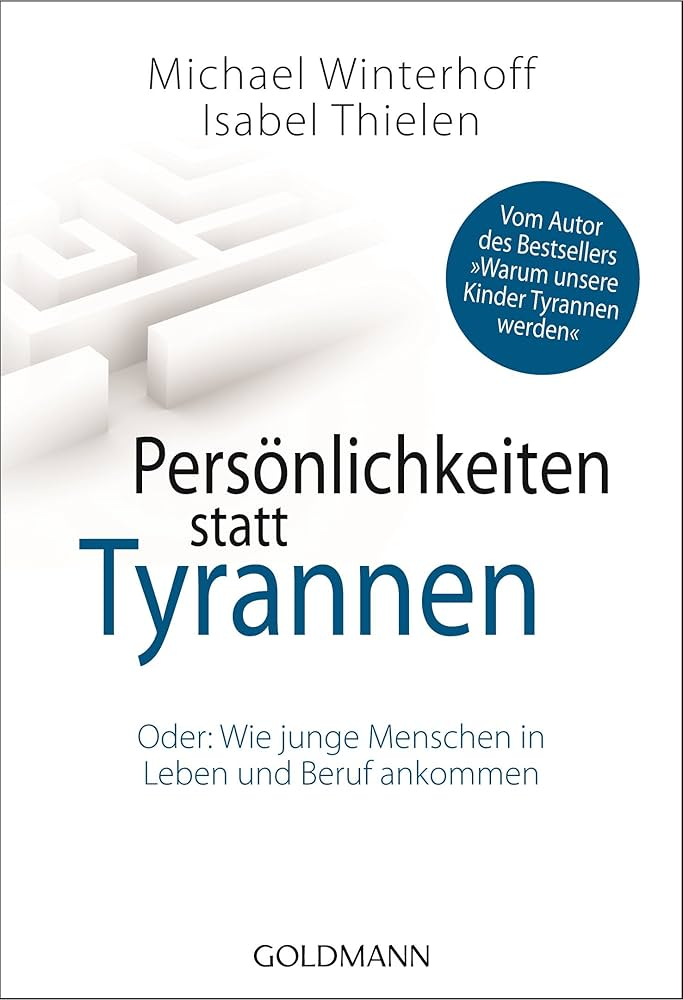 Michael Winterhoff
Isabel Thielen
Vom Autor
des Bestsellers
»Warum unsere
Kinder Tyrannen
werden«
Persönlichkeiten
statt
Tyrannen
Oder: Wie junge Menschen in
Leben und Beruf ankommen
GOLDMANN